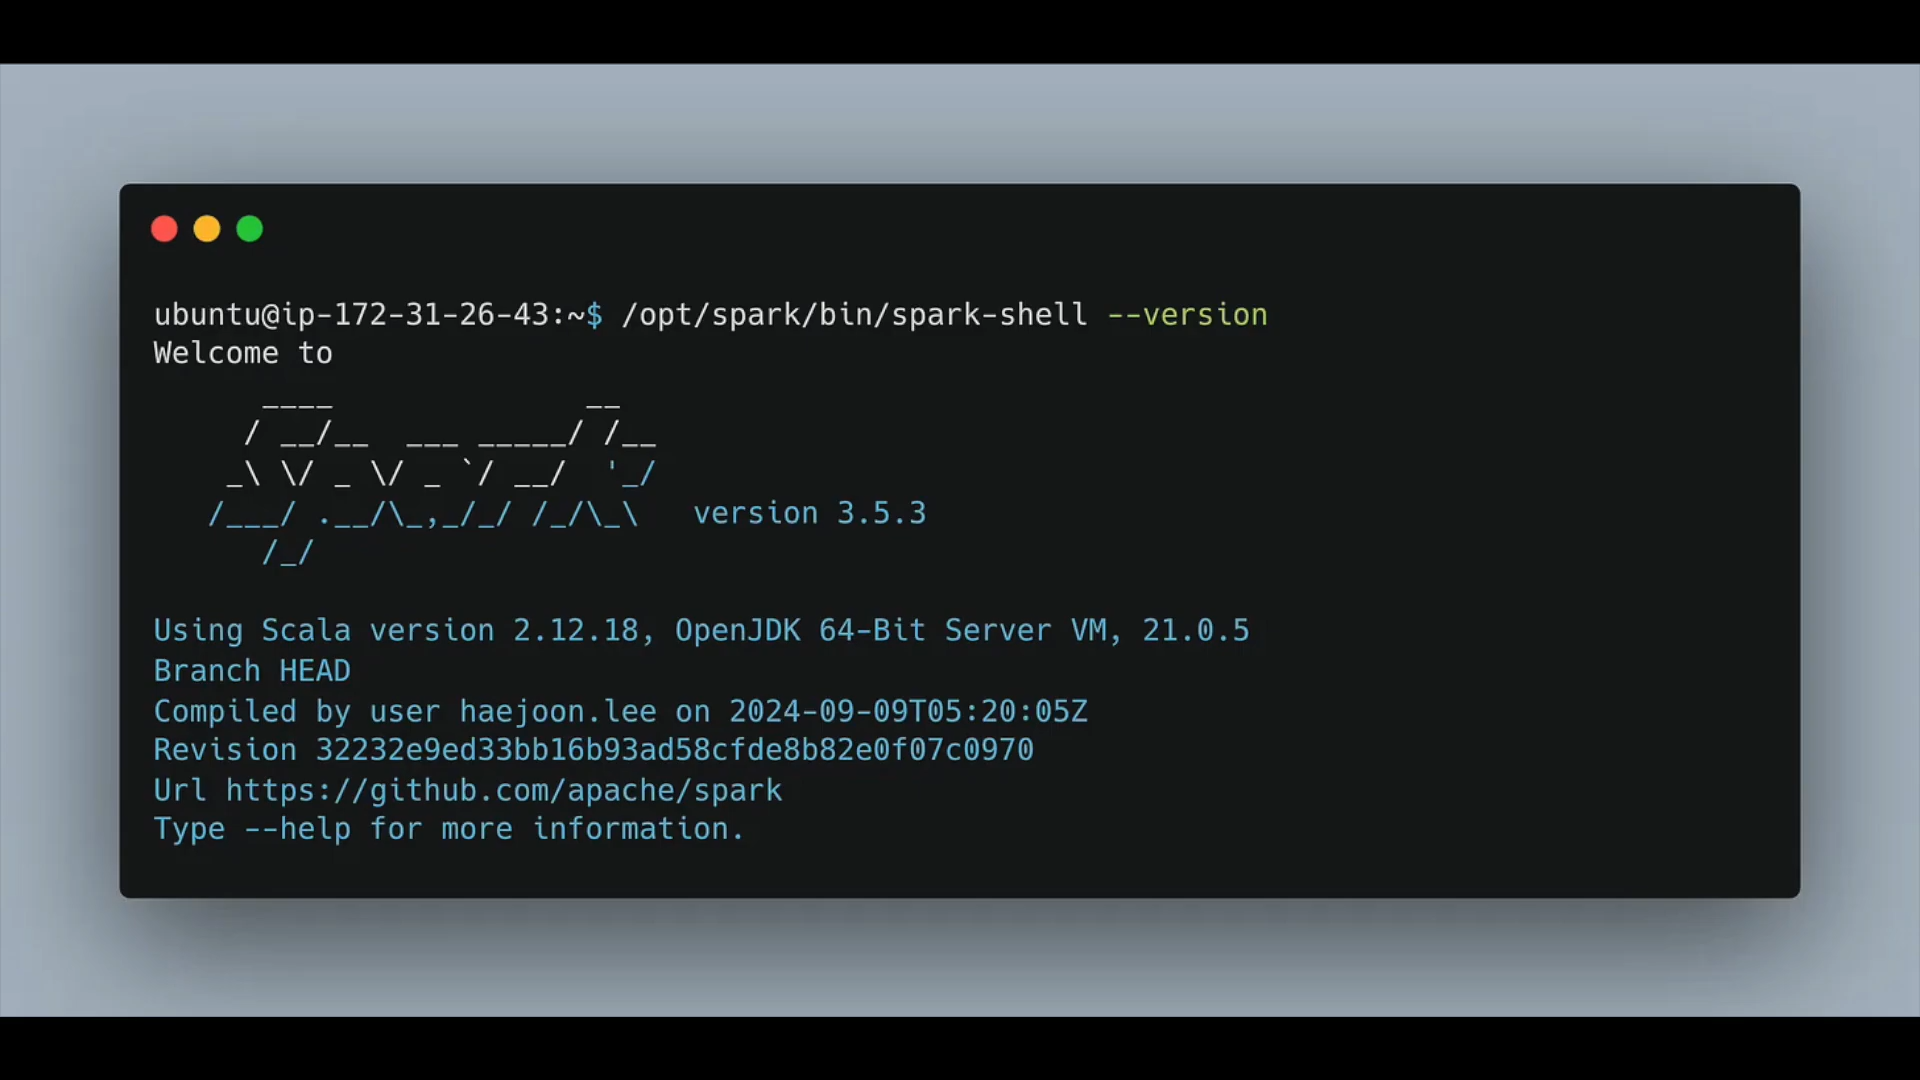 ubuntu@ip-172-31-26-43:~$ /opt/spark/bin/spark-shell --version
Welcome to
      ____              __
     / __/__  ___ _____/ /__
    _\ \/ _ \/ _ `/ __/  '_/
   /___/ .__/\_,_/_/ /_/\_\   version 3.5.3
      /_/
Using Scala version 2.12.18, OpenJDK 64-Bit Server VM, 21.0.5
Branch HEAD
Compiled by user haejoon.lee on 2024-09-09T05:20:05Z
Revision 32232e9ed33bb16b93ad58cfde8b82e0f07c0970
Url https://github.com/apache/spark
Type --help for more information.